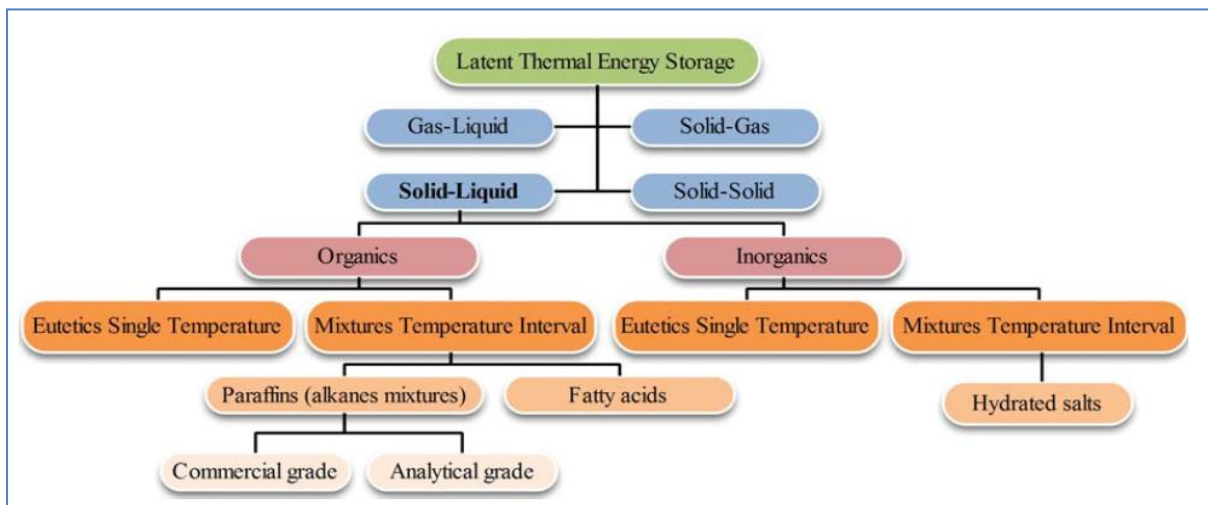 Latent Thermal Energy Storage
Gas-Liquid
Solid-Gas
Solid-Liquid
Solid-Solid
Organics
Inorganics
Eutetics Single Temperature
Mixtures Temperature Interval
Eutetics Single Temperature
Mixtures Temperature Interval
Paraffins (alkanes mixtures)
Fatty acids
Hydrated salts
Commercial grade
Analytical grade